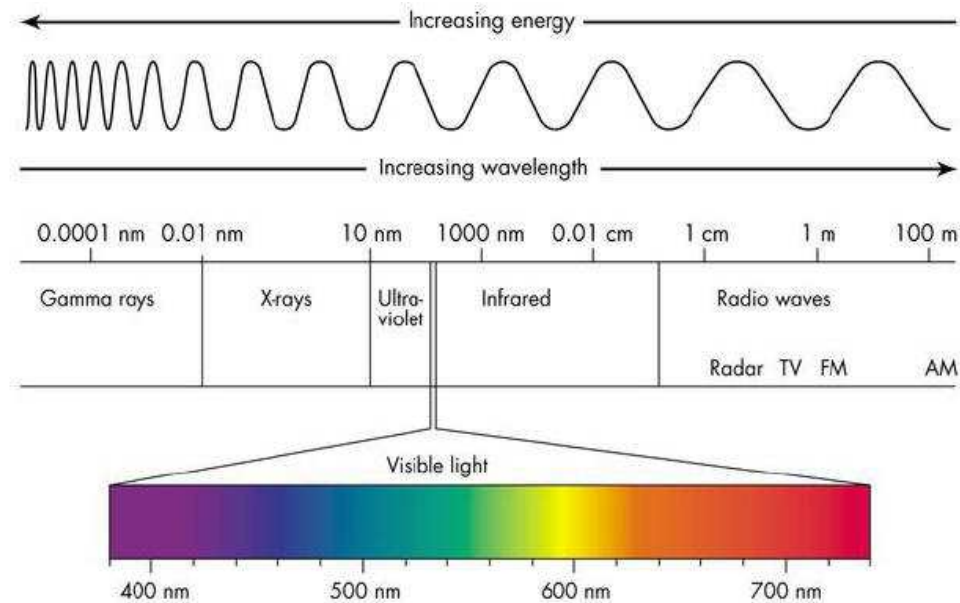 Increasing energy
Increasing wavelength
0.0001 nm 0.01 nm 10 nm 1000 nm 0.01 cm 1 cm 1 m 100 m
Gamma rays X-rays Ultra- Infrared Radio waves
violet
Radar TV FM AM
Visible light
400 nm 500 nm 600 nm 700 nm